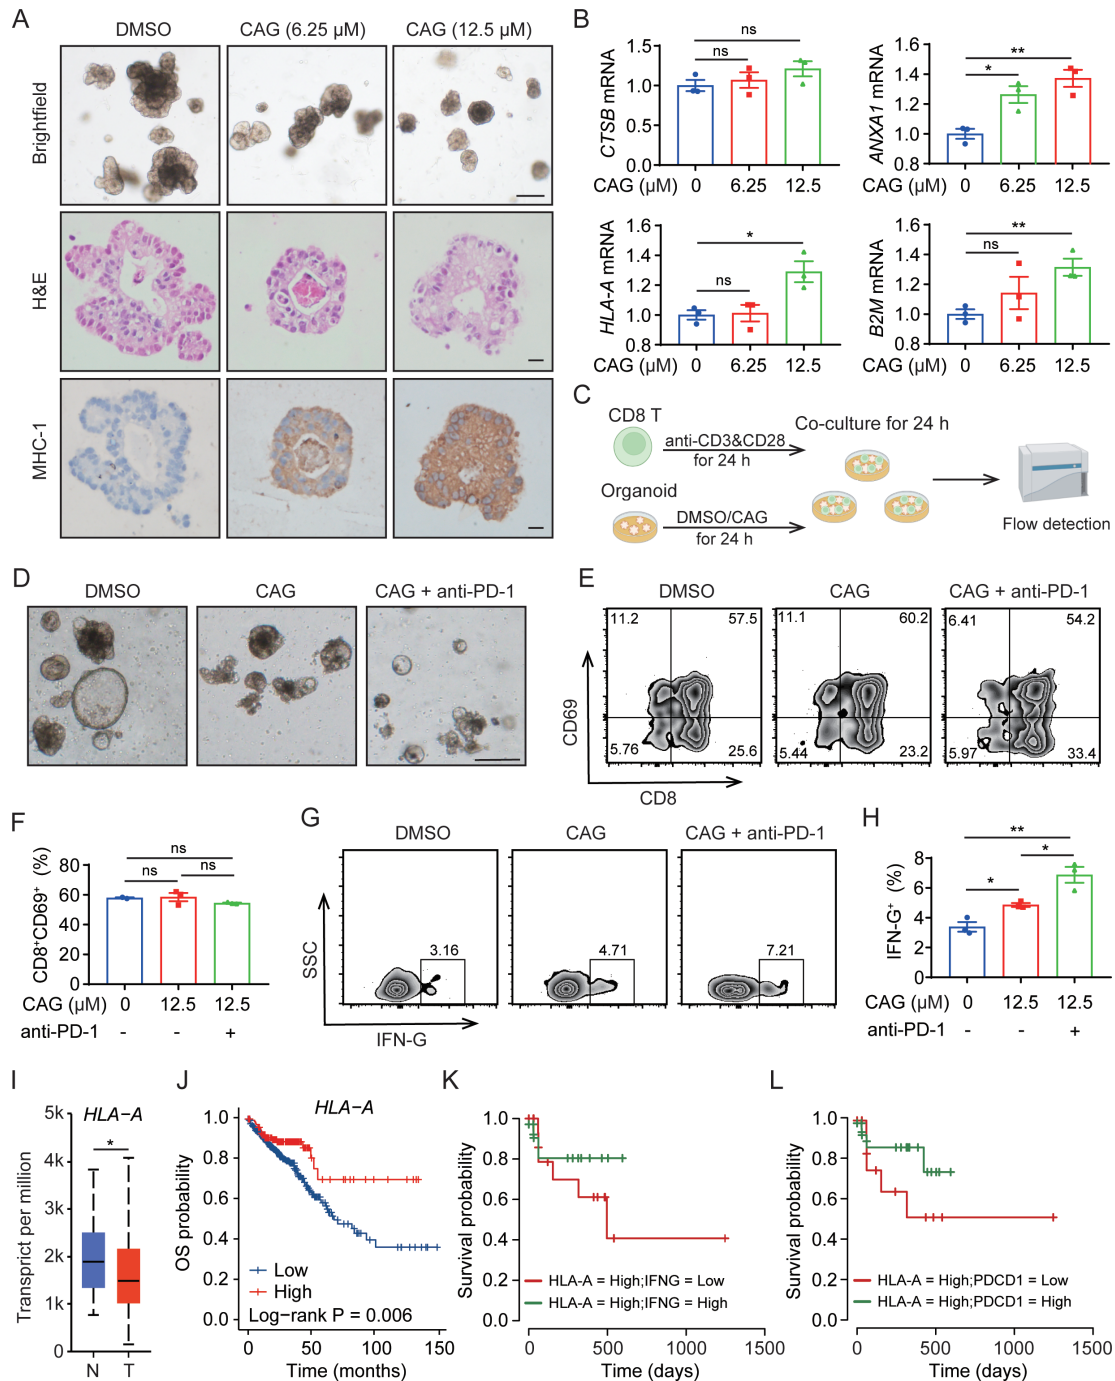 A
DMSO
CAG (6.25 µM)
CAG (12.5 µM)
Brightfield
H&E
MHC-1
B
CTSB mRNA
1.5
1.0
0.5
0.0
ns
ns
CAG (µM)
0
6.25
12.5
ANXA1 mRNA
1.6
1.4
1.2
1.0
0.8
**
*
CAG (µM)
0
6.25
12.5
HLA-A mRNA
1.6
1.4
1.2
1.0
0.8
*
ns
CAG (µM)
0
6.25
12.5
B2M mRNA
1.6
1.4
1.2
1.0
0.8
**
ns
CAG (µM)
0
6.25
12.5
C
CD8 T
anti-CD3&CD28
for 24 h
Co-culture for 24 h
Organoid
DMSO/CAG
for 24 h
Flow detection
D
DMSO
CAG
CAG + anti-PD-1
E
DMSO
CAG
CAG + anti-PD-1
11.2
57.5
5.76
25.6
11.1
60.2
5.44
23.2
6.41
54.2
5.97
33.4
CD69
CD8
F
CD8+CD69+ (%)
80
60
40
20
0
ns
ns
ns
CAG (µM)
0
12.5
12.5
anti-PD-1
-
-
+
G
DMSO
CAG
CAG + anti-PD-1
3.16
4.71
7.21
SSC
IFN-G
H
IFN-G+ (%)
8
6
4
2
0
**
*
*
CAG (µM)
0
12.5
12.5
anti-PD-1
-
-
+
I
HLA−A
Transprict per million
5k
4k
3k
2k
1k
0
*
N
T
J
HLA−A
OS probability
1.0
0.8
0.6
0.4
0.2
0.0
Low
High
Log−rank P = 0.006
0
50
100
150
Time (months)
K
Survival probability
1.0
0.8
0.6
0.4
0.2
0.0
HLA-A = High;IFNG = Low
HLA-A = High;IFNG = High
0
500
1000
1500
Time (days)
L
Survival probability
1.0
0.8
0.6
0.4
0.2
0.0
HLA-A = High;PDCD1 = Low
HLA-A = High;PDCD1 = High
0
500
1000
1500
Time (days)